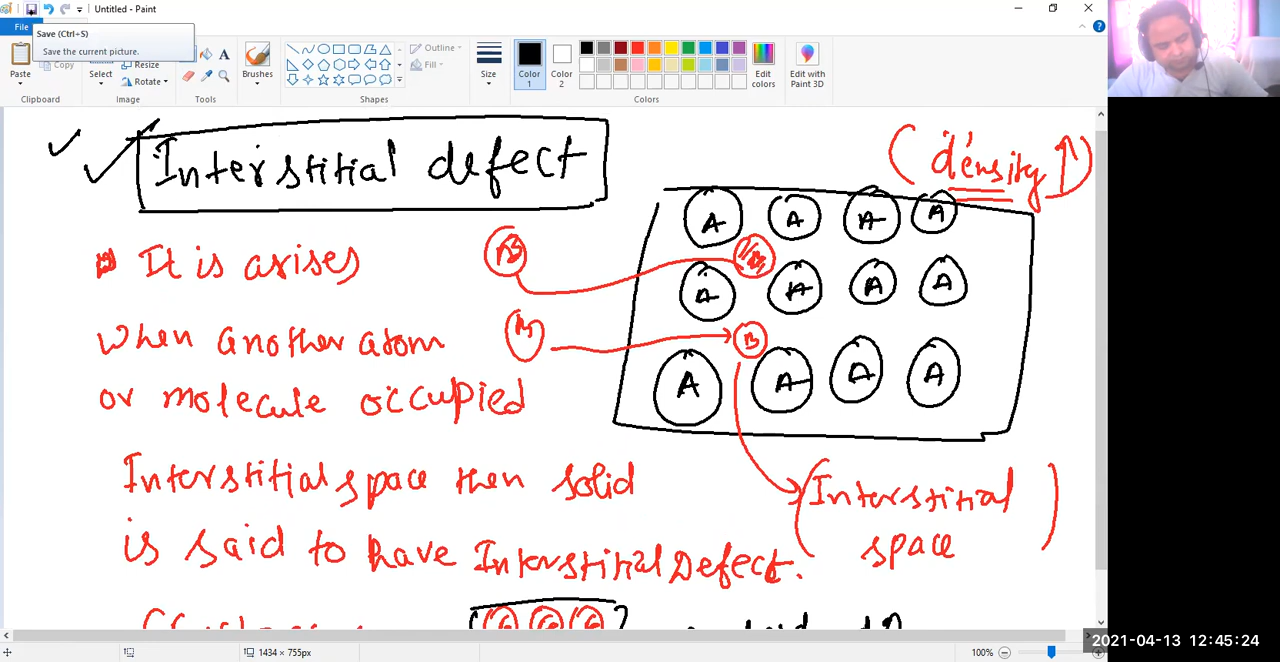 Untitled - Paint
File
Save (Ctrl+S)
Save the current picture.
Paste
Copy
Clipboard
Select
Resize
Rotate
Image
Tools
Brushes
Shapes
Outline
Fill
Size
Color 1
Color 2
Colors
Edit colors
Edit with Paint 3D
Interstitial defect
(density ↑)
A A A A
It is arises
B
A A A A
when another atom
B
or molecule occupied
A A A A
Interstitial space then solid
(Interstitial space)
is said to have Interstitial Defect.
1434 × 755px
100%
2021-04-13 12:45:24